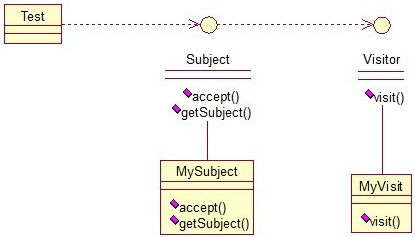 Test
Subject
accept()
getSubject()
Visitor
visit()
MySubject
accept()
getSubject()
MyVisit
visit()